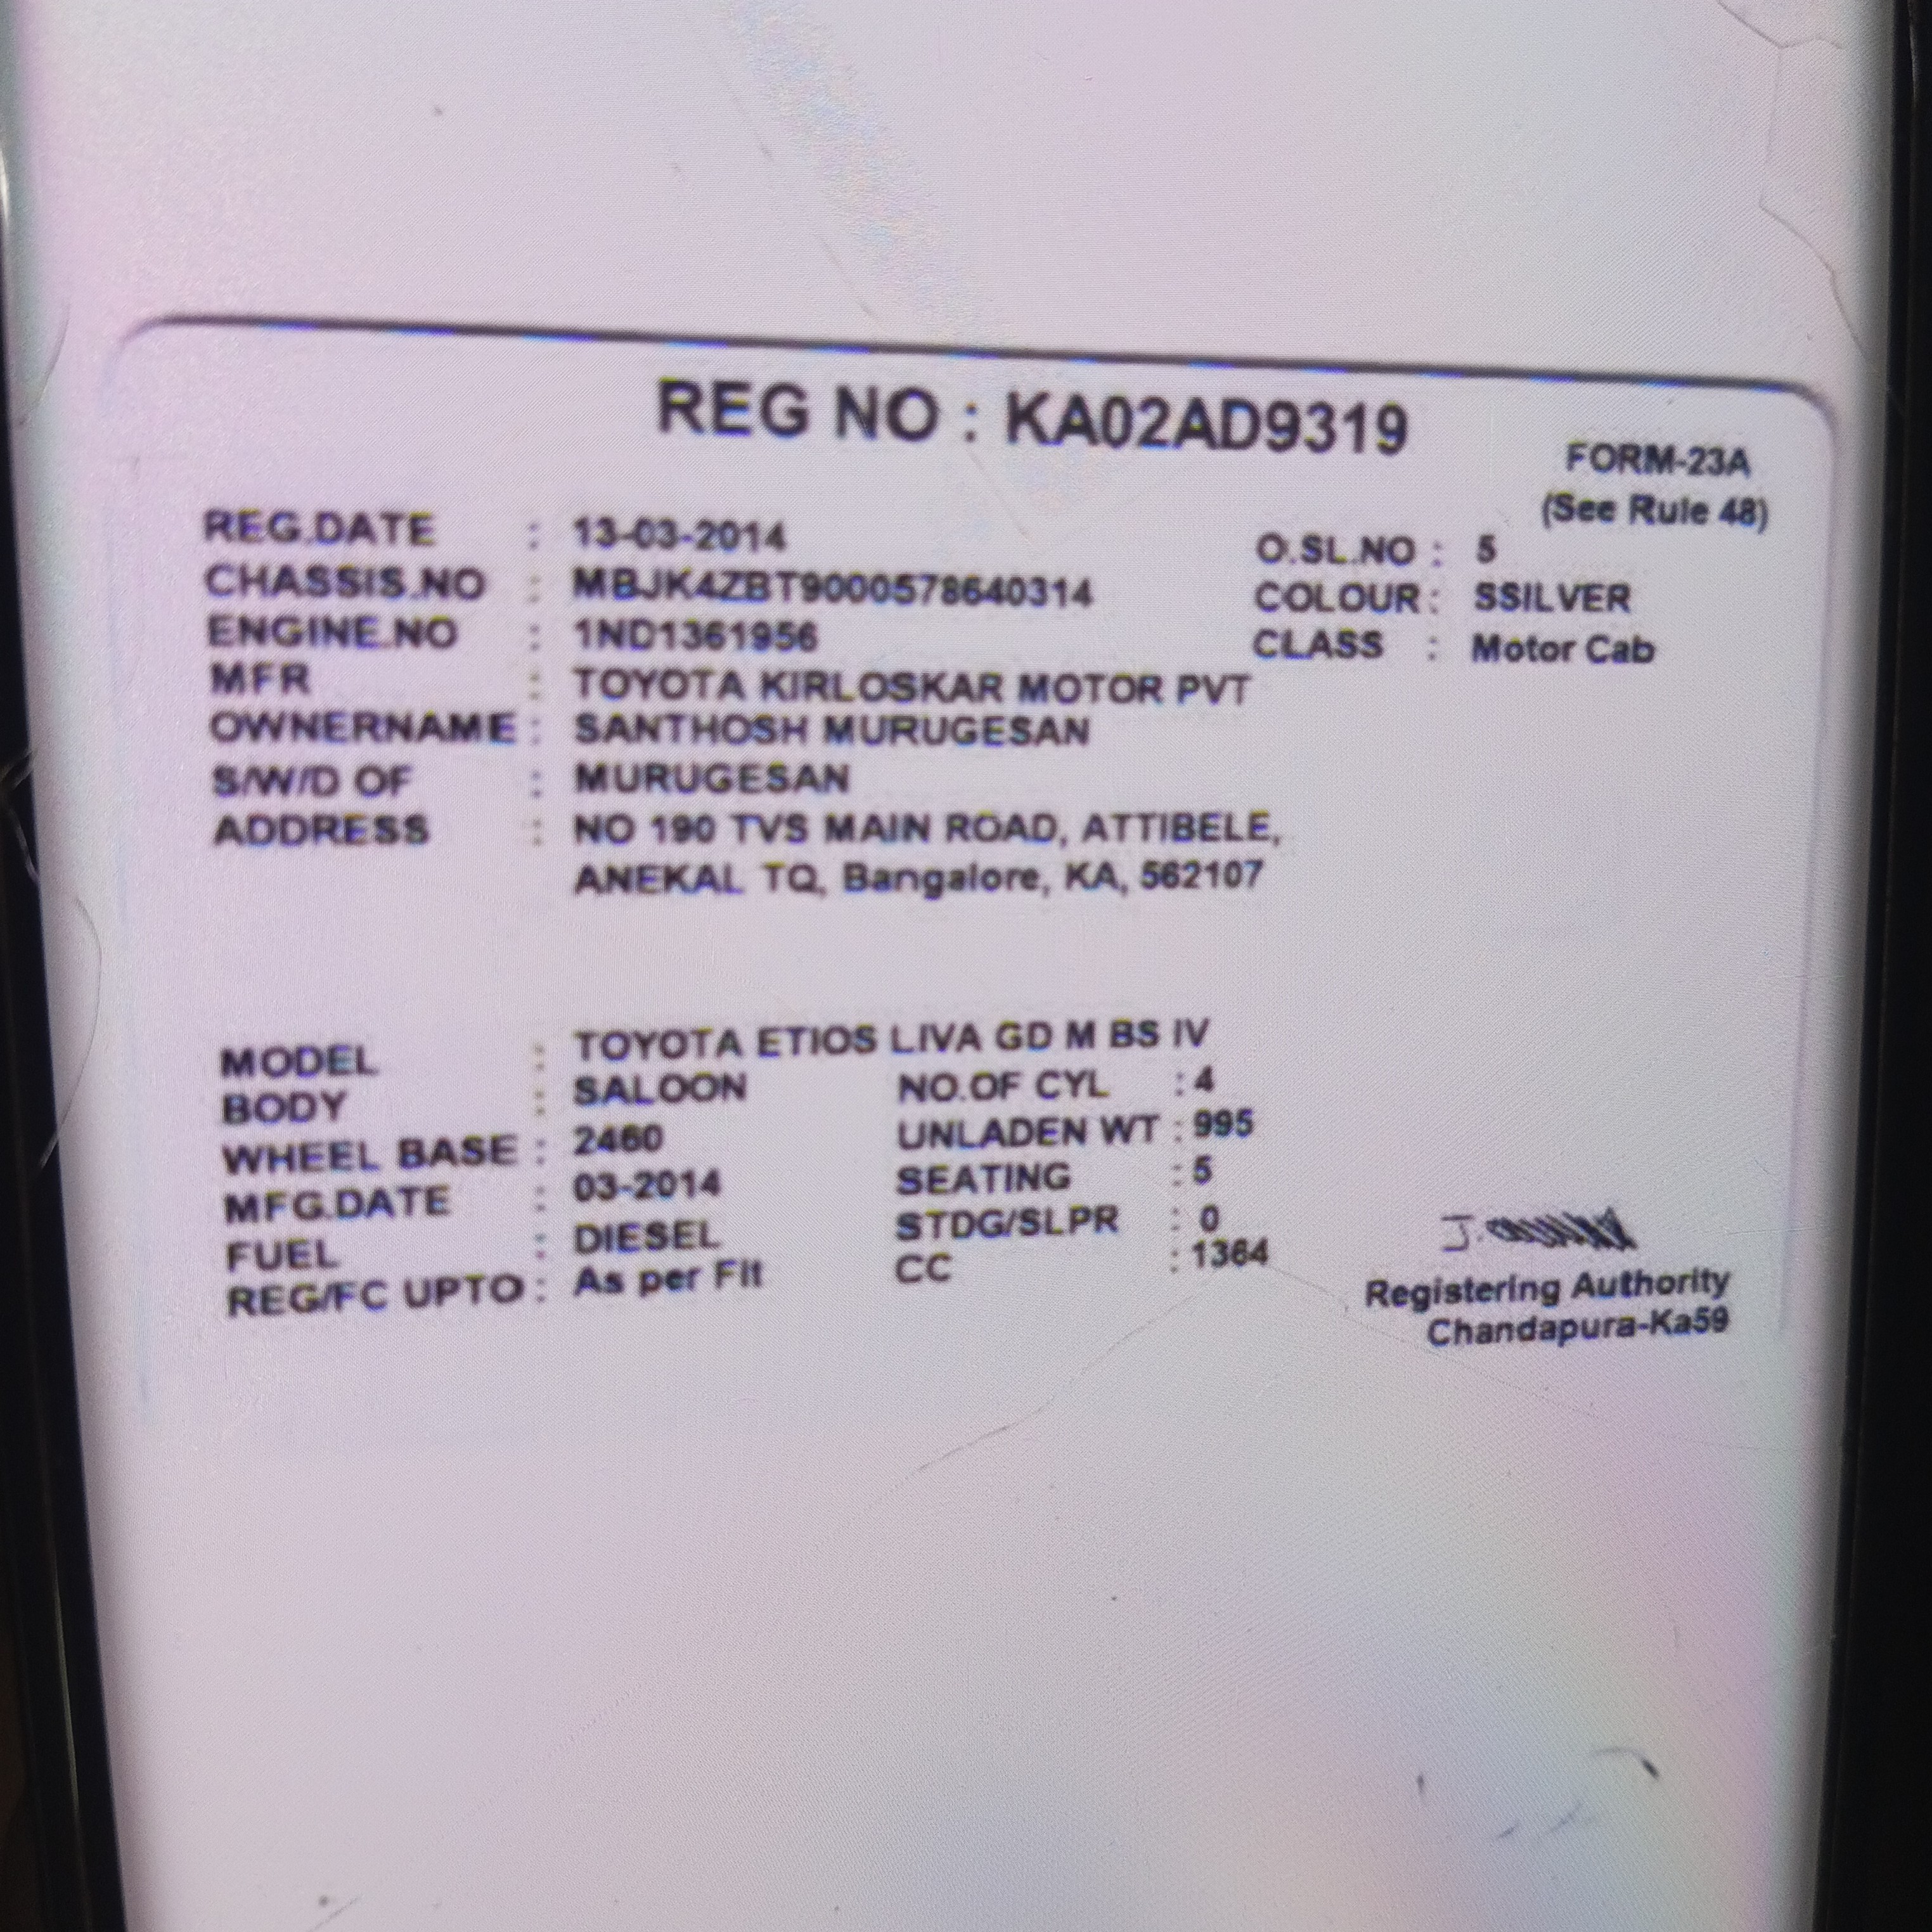 REG NO : KA02AD9319
FORM-23A
(See Rule 48)
REG.DATE : 13-03-2014
O.SL.NO : 5
CHASSIS.NO : MBJK4ZBT9000578640314
COLOUR : SSILVER
ENGINE.NO : 1ND1361956
CLASS : Motor Cab
MFR : TOYOTA KIRLOSKAR MOTOR PVT
OWNERNAME : SANTHOSH MURUGESAN
S/W/D OF : MURUGESAN
ADDRESS : NO 190 TVS MAIN ROAD, ATTIBELE,
ANEKAL TQ, Bangalore, KA, 562107
MODEL : TOYOTA ETIOS LIVA GD M BS IV
BODY : SALOON NO.OF CYL : 4
WHEEL BASE : 2460 UNLADEN WT : 995
MFG.DATE : 03-2014 SEATING : 5
FUEL : DIESEL STDG/SLPR : 0
REG/FC UPTO : As per Fit CC : 1364
Registering Authority
Chandapura-Ka59